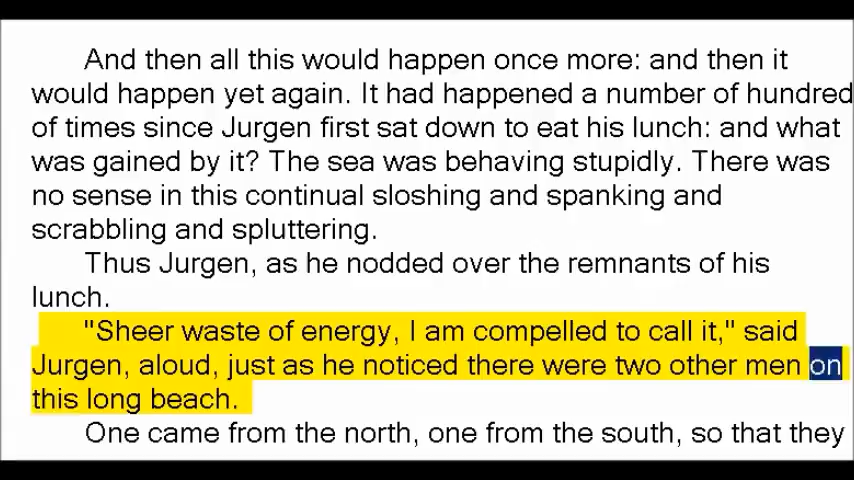 And then all this would happen once more: and then it
would happen yet again. It had happened a number of hundred
of times since Jurgen first sat down to eat his lunch: and what
was gained by it? The sea was behaving stupidly. There was
no sense in this continual sloshing and spanking and
scrabbling and spluttering.
Thus Jurgen, as he nodded over the remnants of his
lunch.
"Sheer waste of energy, I am compelled to call it," said
Jurgen, aloud, just as he noticed there were two other men on
this long beach.
One came from the north, one from the south, so that they